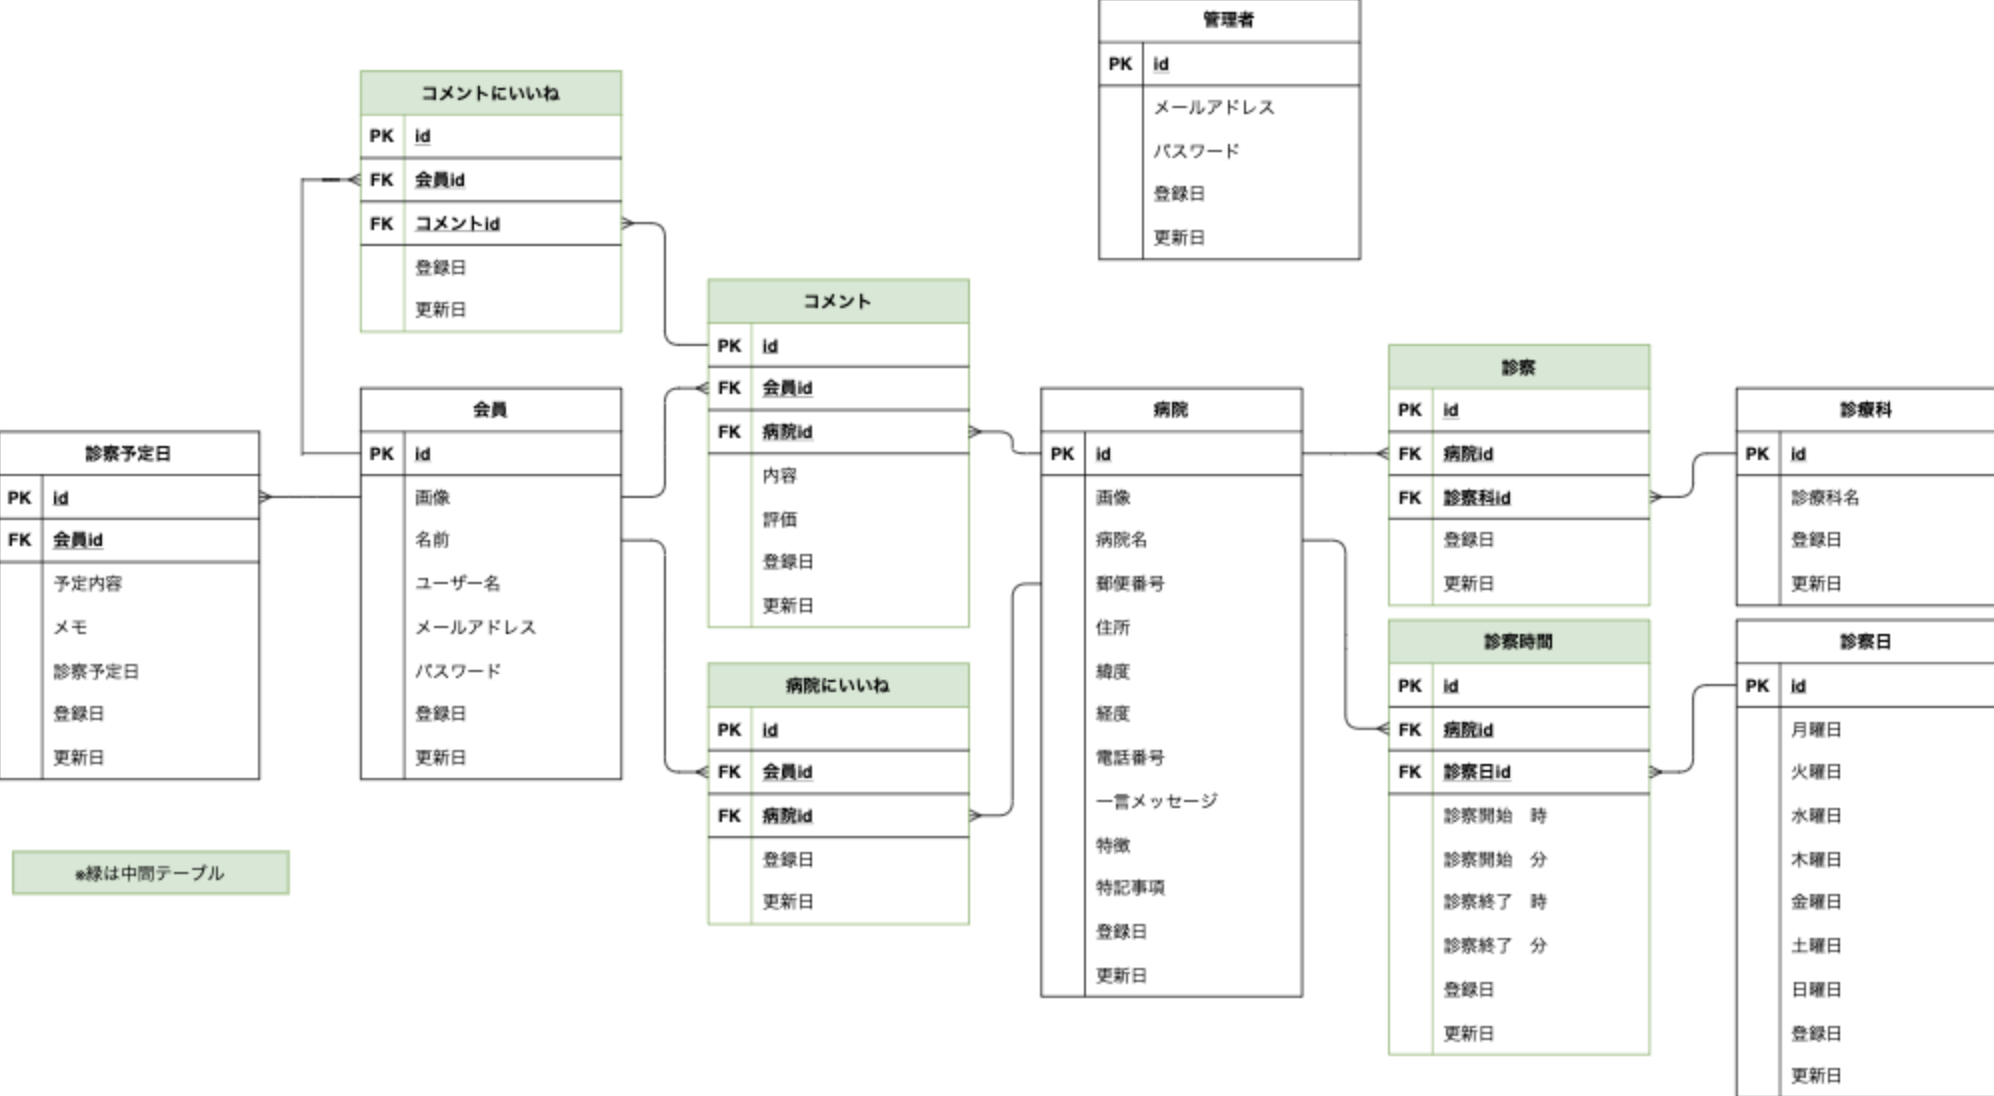 管理者
PK id
メールアドレス
パスワード
登録日
更新日
コメントにいいね
PK id
FK 会員id
FK コメントid
登録日
更新日
コメント
PK id
FK 会員id
FK 病院id
内容
評価
登録日
更新日
診察予定日
PK id
FK 会員id
予定内容
メモ
診察予定日
登録日
更新日
会員
PK id
画像
名前
ユーザー名
メールアドレス
パスワード
登録日
更新日
病院にいいね
PK id
FK 会員id
FK 病院id
登録日
更新日
病院
PK id
画像
病院名
郵便番号
住所
緯度
経度
電話番号
一言メッセージ
特徴
特記事項
登録日
更新日
診察
PK id
FK 病院id
FK 診察科id
登録日
更新日
診療科
PK id
診療科名
登録日
更新日
診察時間
PK id
FK 病院id
FK 診察日id
診察開始　時
診察開始　分
診察終了　時
診察終了　分
登録日
更新日
診察日
PK id
月曜日
火曜日
水曜日
木曜日
金曜日
土曜日
日曜日
登録日
更新日
※緑は中間テーブル